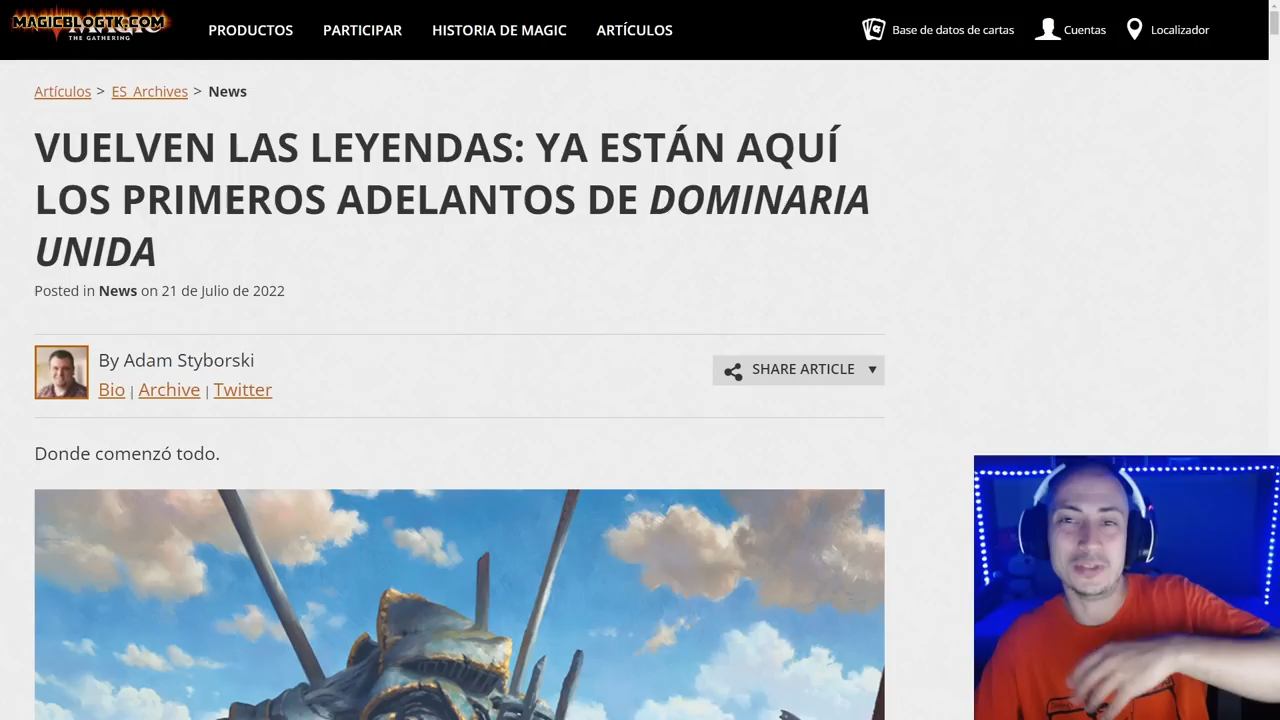 MAGICBLOGTK.COM
THE GATHERING
PRODUCTOS
PARTICIPAR
HISTORIA DE MAGIC
ARTÍCULOS
Base de datos de cartas
Cuentas
Localizador
Artículos > ES_Archives > News
VUELVEN LAS LEYENDAS: YA ESTÁN AQUÍ
LOS PRIMEROS ADELANTOS DE DOMINARIA
UNIDA
Posted in News on 21 de Julio de 2022
By Adam Styborski
Bio | Archive | Twitter
SHARE ARTICLE
Donde comenzó todo.